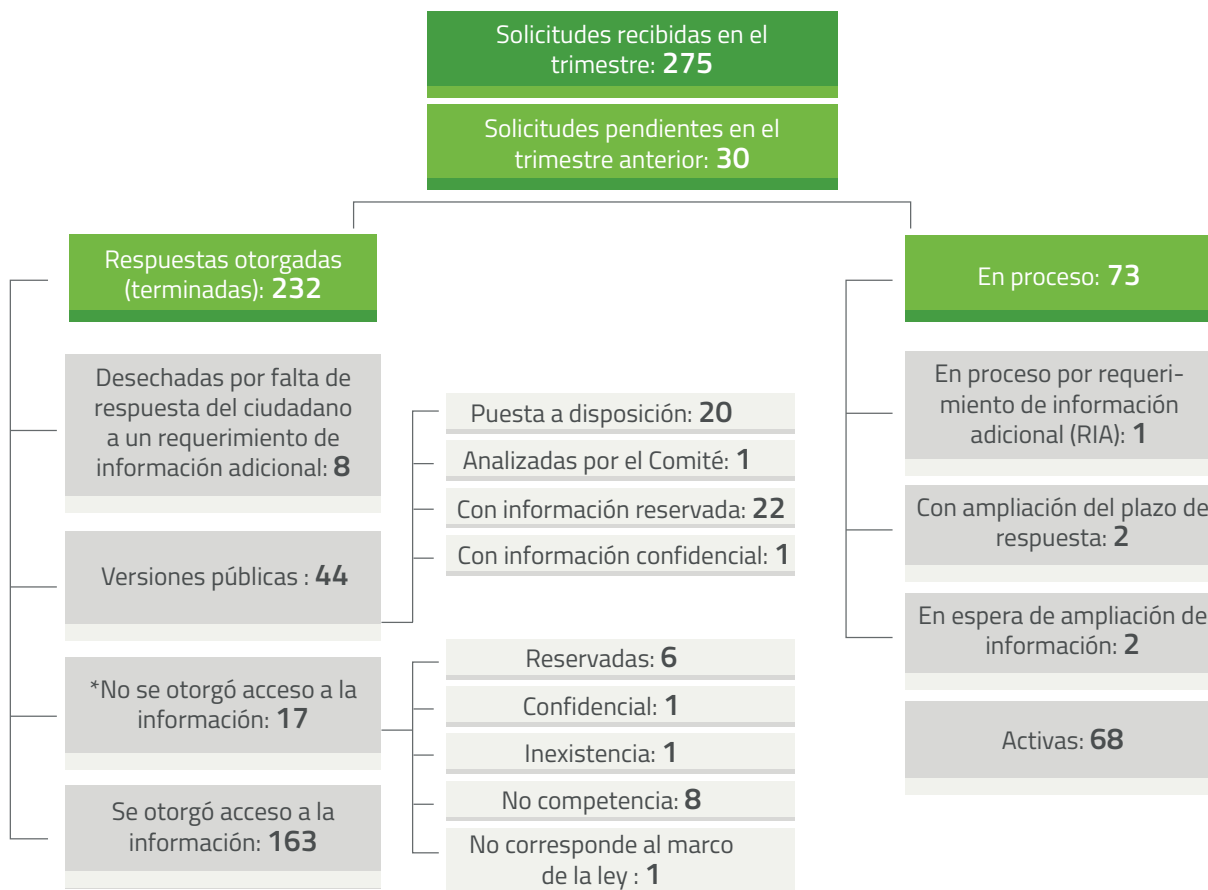 Solicitudes recibidas en el
trimestre: 275
Solicitudes pendientes en el
trimestre anterior: 30
Respuestas otorgadas
(terminadas): 232
Desechadas por falta de
respuesta del ciudadano
a un requerimiento de
información adicional: 8
Versiones públicas : 44
*No se otorgó acceso a la
información: 17
Se otorgó acceso a la
información: 163
Puesta a disposición: 20
Analizadas por el Comité: 1
Con información reservada: 22
Con información confidencial: 1
Reservadas: 6
Confidencial: 1
Inexistencia: 1
No competencia: 8
No corresponde al marco
de la ley : 1
En proceso: 73
En proceso por requeri-
miento de información
adicional (RIA): 1
Con ampliación del plazo de
respuesta: 2
En espera de ampliación de
información: 2
Activas: 68